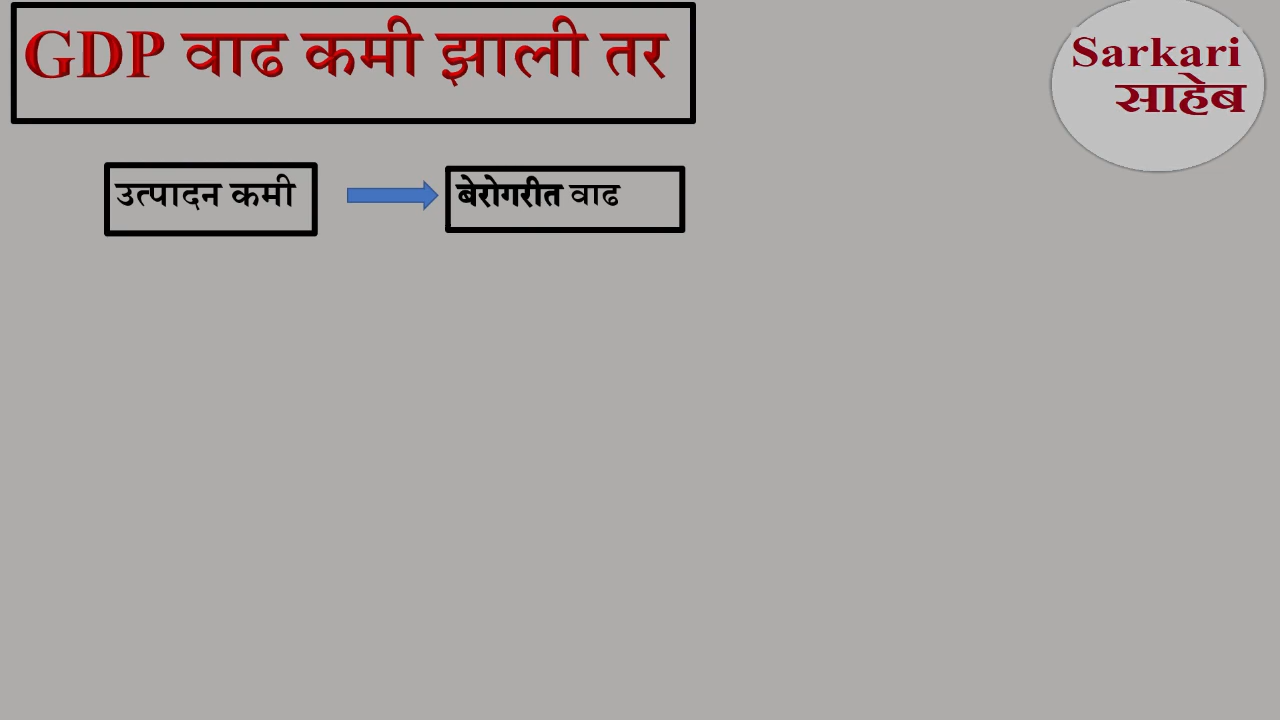 GDP वाढ कमी झाली तर
Sarkari
साहेब
उत्पादन कमी
बेरोगरीत वाढ